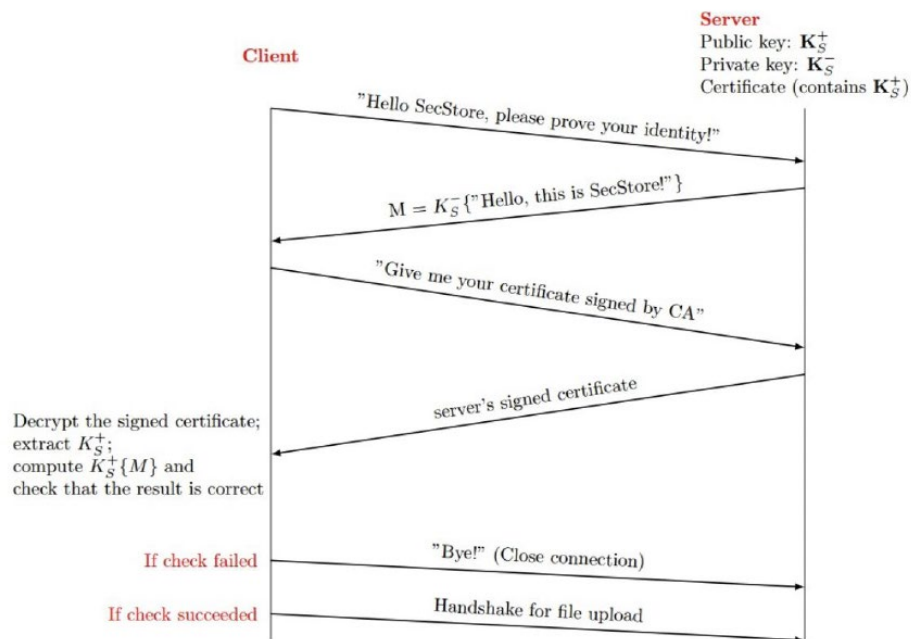 Server
Public key: K_S^+
Private key: K_S^-
Certificate (contains K_S^+)
Client
"Hello SecStore, please prove your identity!"
M = K_S^-{"Hello, this is SecStore!"}
"Give me your certificate signed by CA"
server's signed certificate
Decrypt the signed certificate;
extract K_S^+;
compute K_S^+{M} and
check that the result is correct
If check failed
"Bye!" (Close connection)
If check succeeded
Handshake for file upload